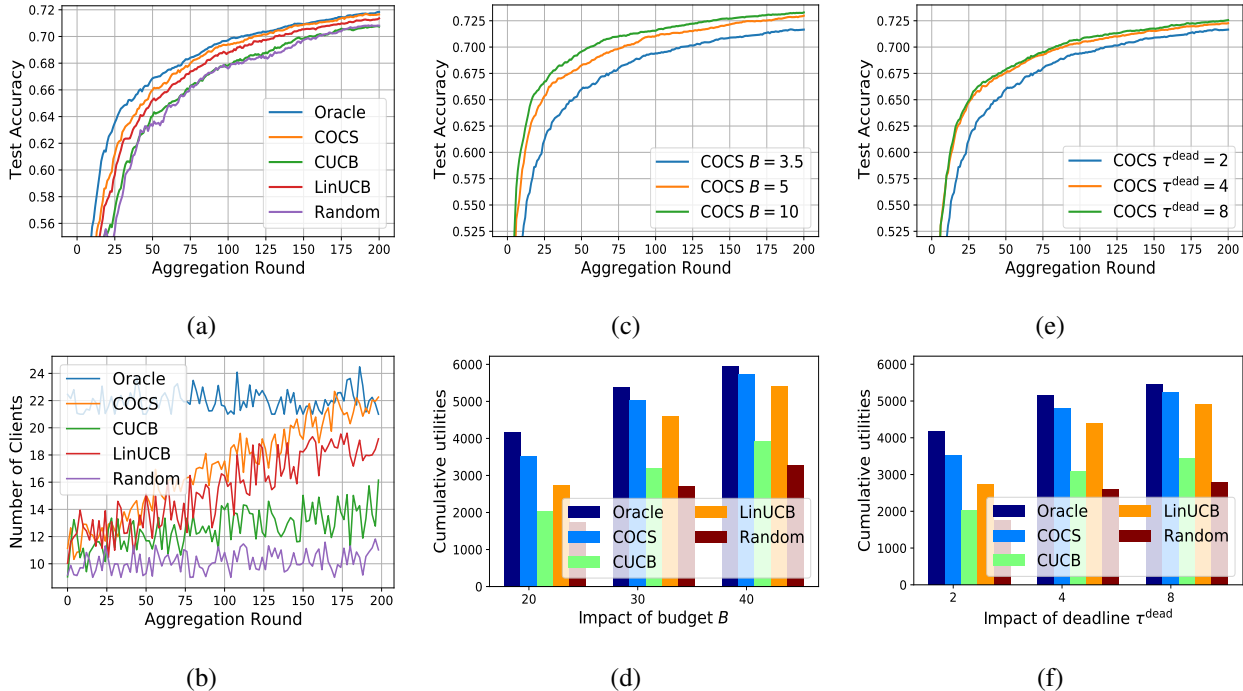 0.72
0.70
0.68
0.66
0.64
0.62
0.60
0.58
0.56
Test Accuracy
Oracle
COCS
CUCB
LinUCB
Random
0 25 50 75 100 125 150 175 200
Aggregation Round
(a)
0.725
0.700
0.675
0.650
0.625
0.600
0.575
0.550
0.525
Test Accuracy
COCS B = 3.5
COCS B = 5
COCS B = 10
0 25 50 75 100 125 150 175 200
Aggregation Round
(c)
0.725
0.700
0.675
0.650
0.625
0.600
0.575
0.550
0.525
Test Accuracy
COCS τ^dead = 2
COCS τ^dead = 4
COCS τ^dead = 8
0 25 50 75 100 125 150 175 200
Aggregation Round
(e)
24
22
20
18
16
14
12
10
Number of Clients
Oracle
COCS
CUCB
LinUCB
Random
0 25 50 75 100 125 150 175 200
Aggregation Round
(b)
6000
5000
4000
3000
2000
1000
0
Cumulative utilities
Oracle
COCS
CUCB
LinUCB
Random
20 30 40
Impact of budget B
(d)
6000
5000
4000
3000
2000
1000
0
Cumulative utilities
Oracle
COCS
CUCB
LinUCB
Random
2 4 8
Impact of deadline τ^dead
(f)